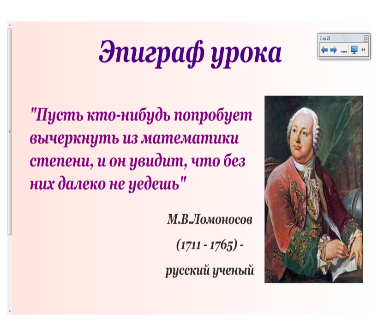 Эпиграф урока
"Пусть кто-нибудь попробует
вычеркнуть из математики
степени, и он увидит, что без
них далеко не уедешь"
М.В.Ломоносов
(1711 - 1765) -
русский ученый